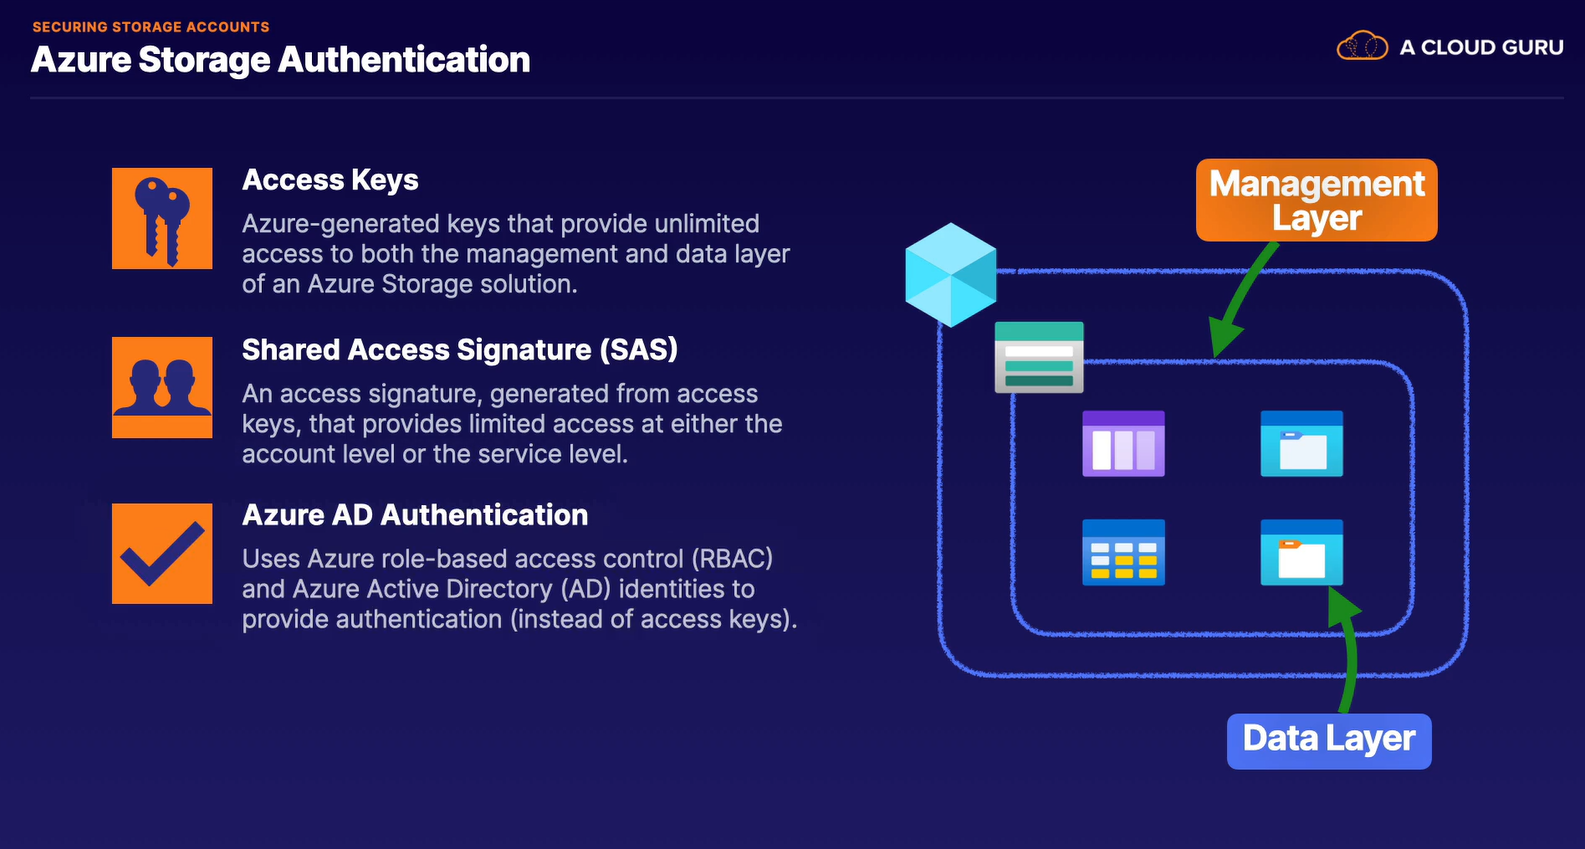 SECURING STORAGE ACCOUNTS
Azure Storage Authentication
A CLOUD GURU
Access Keys
Azure-generated keys that provide unlimited
access to both the management and data layer
of an Azure Storage solution.
Shared Access Signature (SAS)
An access signature, generated from access
keys, that provides limited access at either the
account level or the service level.
Azure AD Authentication
Uses Azure role-based access control (RBAC)
and Azure Active Directory (AD) identities to
provide authentication (instead of access keys).
Management
Layer
Data Layer